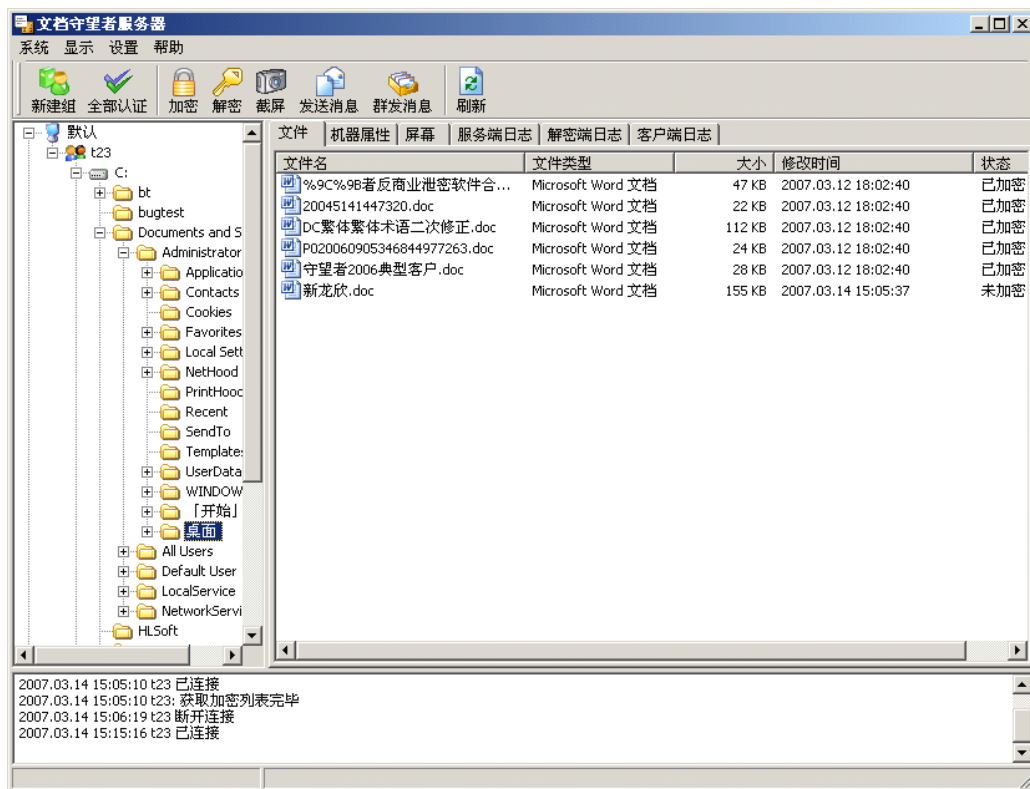 文档守望者服务器
系统 显示 设置 帮助
新建组 全部认证 加密 解密 截屏 发送消息 群发消息 刷新
默认
t23
C:
bt
bugtest
Documents and S
Administrator
Applicatio
Contacts
Cookies
Favorites
Local Sett
NetHood
PrintHooc
Recent
SendTo
Templates
UserData
WINDOW
「开始」
桌面
All Users
Default User
LocalService
NetworkServi
HLSoft
文件 机器属性 屏幕 服务端日志 解密端日志 客户端日志
文件名 文件类型 大小 修改时间 状态
%9C%9B者反商业泄密软件合... Microsoft Word 文档 47 KB 2007.03.12 18:02:40 已加密
20045141447320.doc Microsoft Word 文档 22 KB 2007.03.12 18:02:40 已加密
DC繁体繁体术语二次修正.doc Microsoft Word 文档 112 KB 2007.03.12 18:02:40 已加密
P020060905346844977263.doc Microsoft Word 文档 24 KB 2007.03.12 18:02:40 已加密
守望者2006典型客户.doc Microsoft Word 文档 28 KB 2007.03.12 18:02:40 已加密
新龙欣.doc Microsoft Word 文档 155 KB 2007.03.14 15:05:37 未加密
2007.03.14 15:05:10 t23 已连接
2007.03.14 15:05:10 t23: 获取加密列表完毕
2007.03.14 15:06:19 t23 断开连接
2007.03.14 15:15:16 t23 已连接